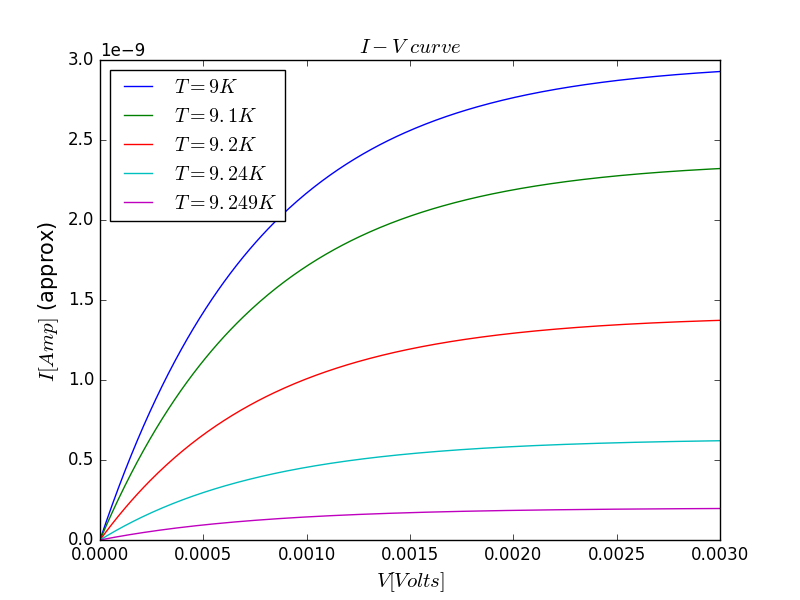 I − V curve
1e−9
3.0
2.5
2.0
1.5
1.0
0.5
0.0
I[Amp] (approx)
T = 9K
T = 9.1K
T = 9.2K
T = 9.24K
T = 9.249K
0.0000 0.0005 0.0010 0.0015 0.0020 0.0025 0.0030
V[Volts]